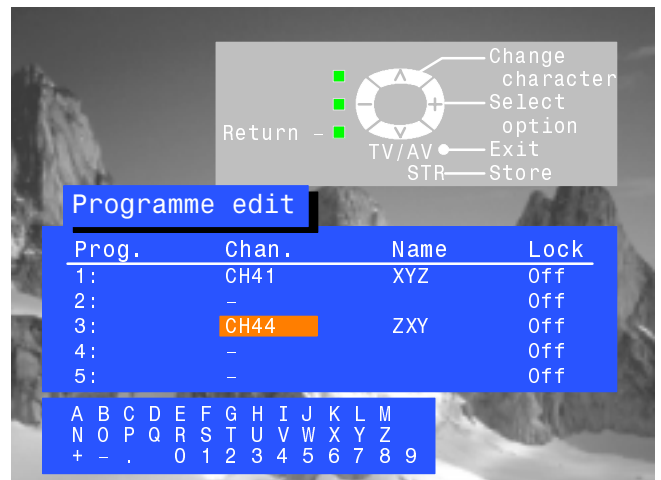 Change
character
Select
option
Return –
TV/AV Exit
STR Store
Programme edit
Prog. Chan. Name Lock
1: CH41 XYZ Off
2: – Off
3: CH44 ZXY Off
4: – Off
5: – Off
A B C D E F G H I J K L M
N O P Q R S T U V W X Y Z
+ – . 0 1 2 3 4 5 6 7 8 9